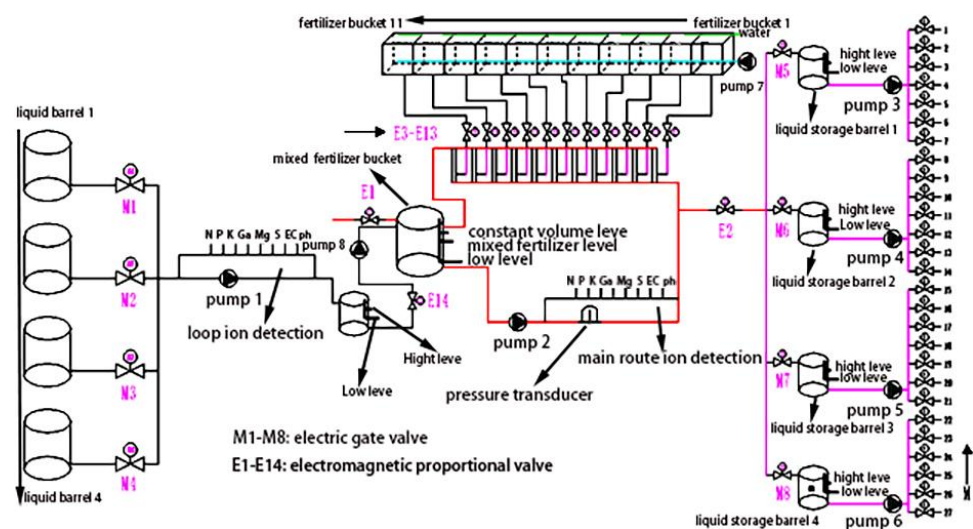 fertilizer bucket 11
fertilizer bucket 1
water
pump 7
liquid barrel 1
E3-E13
mixed fertilizer bucket
E1
M1
pump 8
constant volume leve
mixed fertilizer level
low level
N P K Ga Mg S EC ph
pump 1
M2
loop ion detection
E14
Hight leve
Low leve
M3
M4
liquid barrel 4
pump 2
N P K Ga Mg S EC ph
main route ion detection
pressure transducer
M1-M8: electric gate valve
E1-E14: electromagnetic proportional valve
E2
M5
hight leve
low leve
pump 3
liquid storage barrel 1
M6
hight leve
Low leve
pump 4
liquid storage barrel 2
M7
hight leve
low leve
pump 5
liquid storage barrel 3
M8
hight leve
low leve
pump 6
liquid storage barrel 4
1
2
3
4
5
6
7
8
9
10
11
12
13
14
15
16
17
18
19
20
21
22
23
24
25
26
27